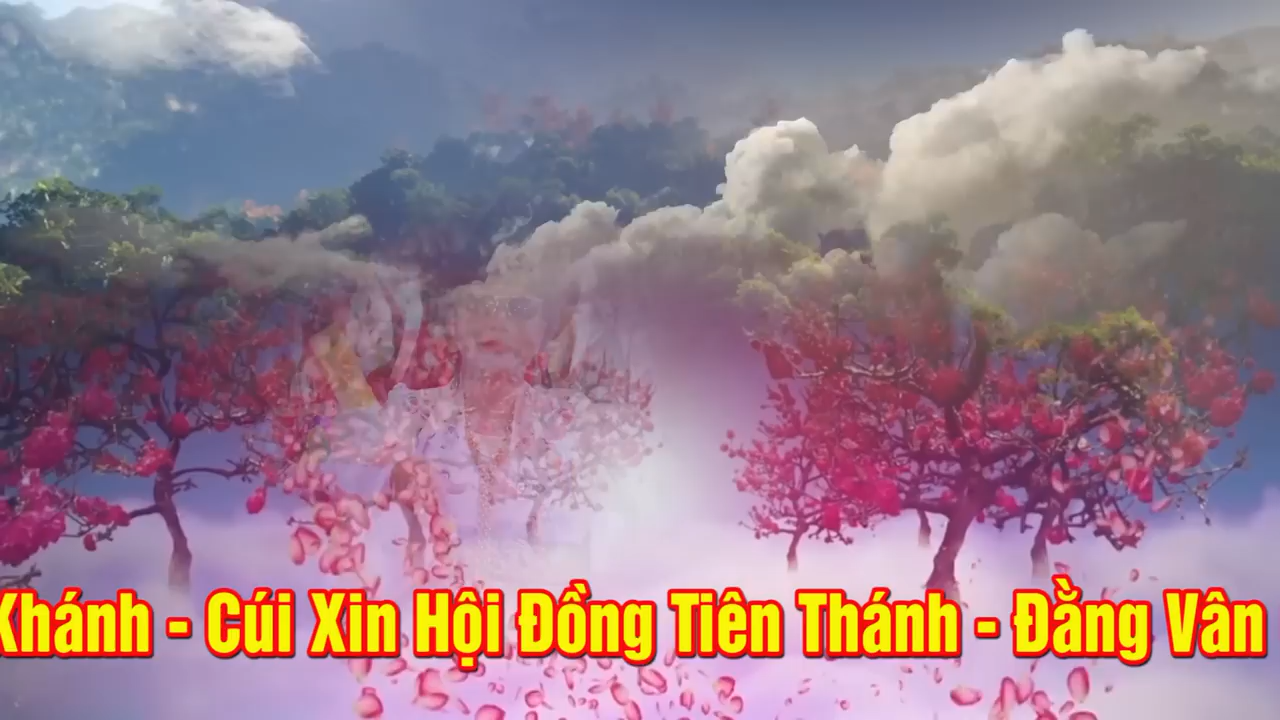 Khánh - Cúi Xin Hội Đồng Tiên Thánh - Đằng Vân